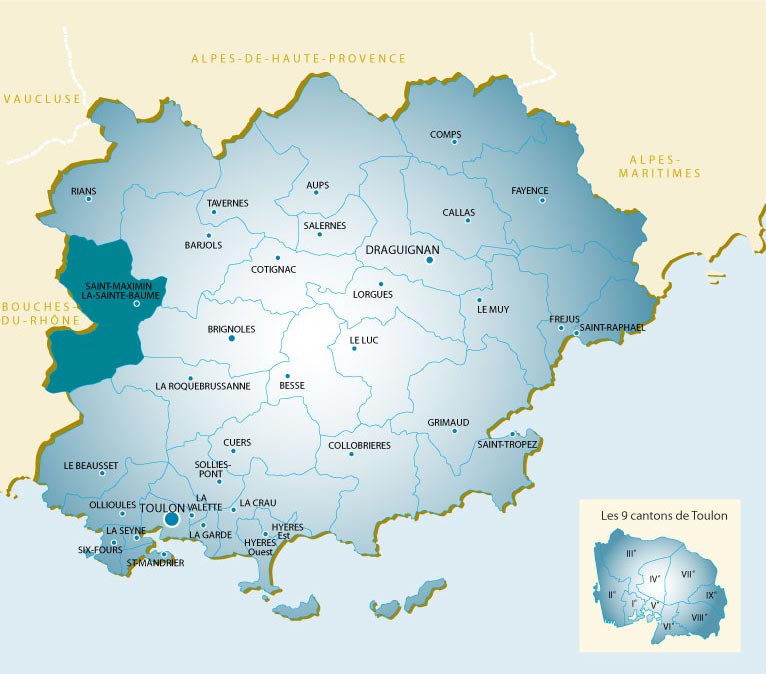 ALPES-DE-HAUTE-PROVENCE
VAUCLUSE
COMPS
ALPES-
MARITIMES
RIANS
AUPS
FAYENCE
TAVERNES
CALLAS
SALERNES
BARJOLS
DRAGUIGNAN
COTIGNAC
SAINT-MAXIMIN
LA-SAINTE-BAUME
LORGUES
BOUCHES-
DU-RHÔNE
LE MUY
FREJUS
SAINT-RAPHAEL
BRIGNOLES
LE LUC
LA ROQUEBRUSSANNE
BESSE
GRIMAUD
SAINT-TROPEZ
CUERS
COLLOBRIERES
LE BEAUSSET
SOLLIES-
PONT
OLLIOULES
TOULON
LA
VALETTE
LA CRAU
LA SEYNE
LA GARDE
HYERES
Est
HYERES
Ouest
SIX-FOURS
ST-MANDRIER
Les 9 cantons de Toulon
III°
IV°
VII°
II°
I°
V°
IX°
VI°
VIII°